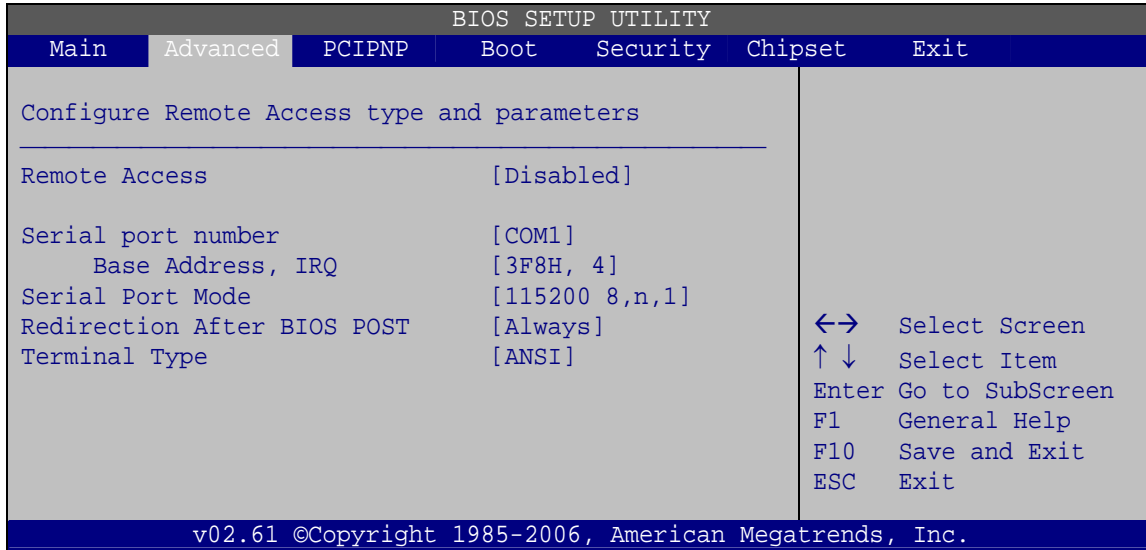 BIOS SETUP UTILITY
Main Advanced PCIPNP Boot Security Chipset Exit
Configure Remote Access type and parameters
Remote Access [Disabled]
Serial port number [COM1]
Base Address, IRQ [3F8H, 4]
Serial Port Mode [115200 8,n,1]
Redirection After BIOS POST [Always]
Terminal Type [ANSI]
←→ Select Screen
↑ ↓ Select Item
Enter Go to SubScreen
F1 General Help
F10 Save and Exit
ESC Exit
v02.61 ©Copyright 1985-2006, American Megatrends, Inc.